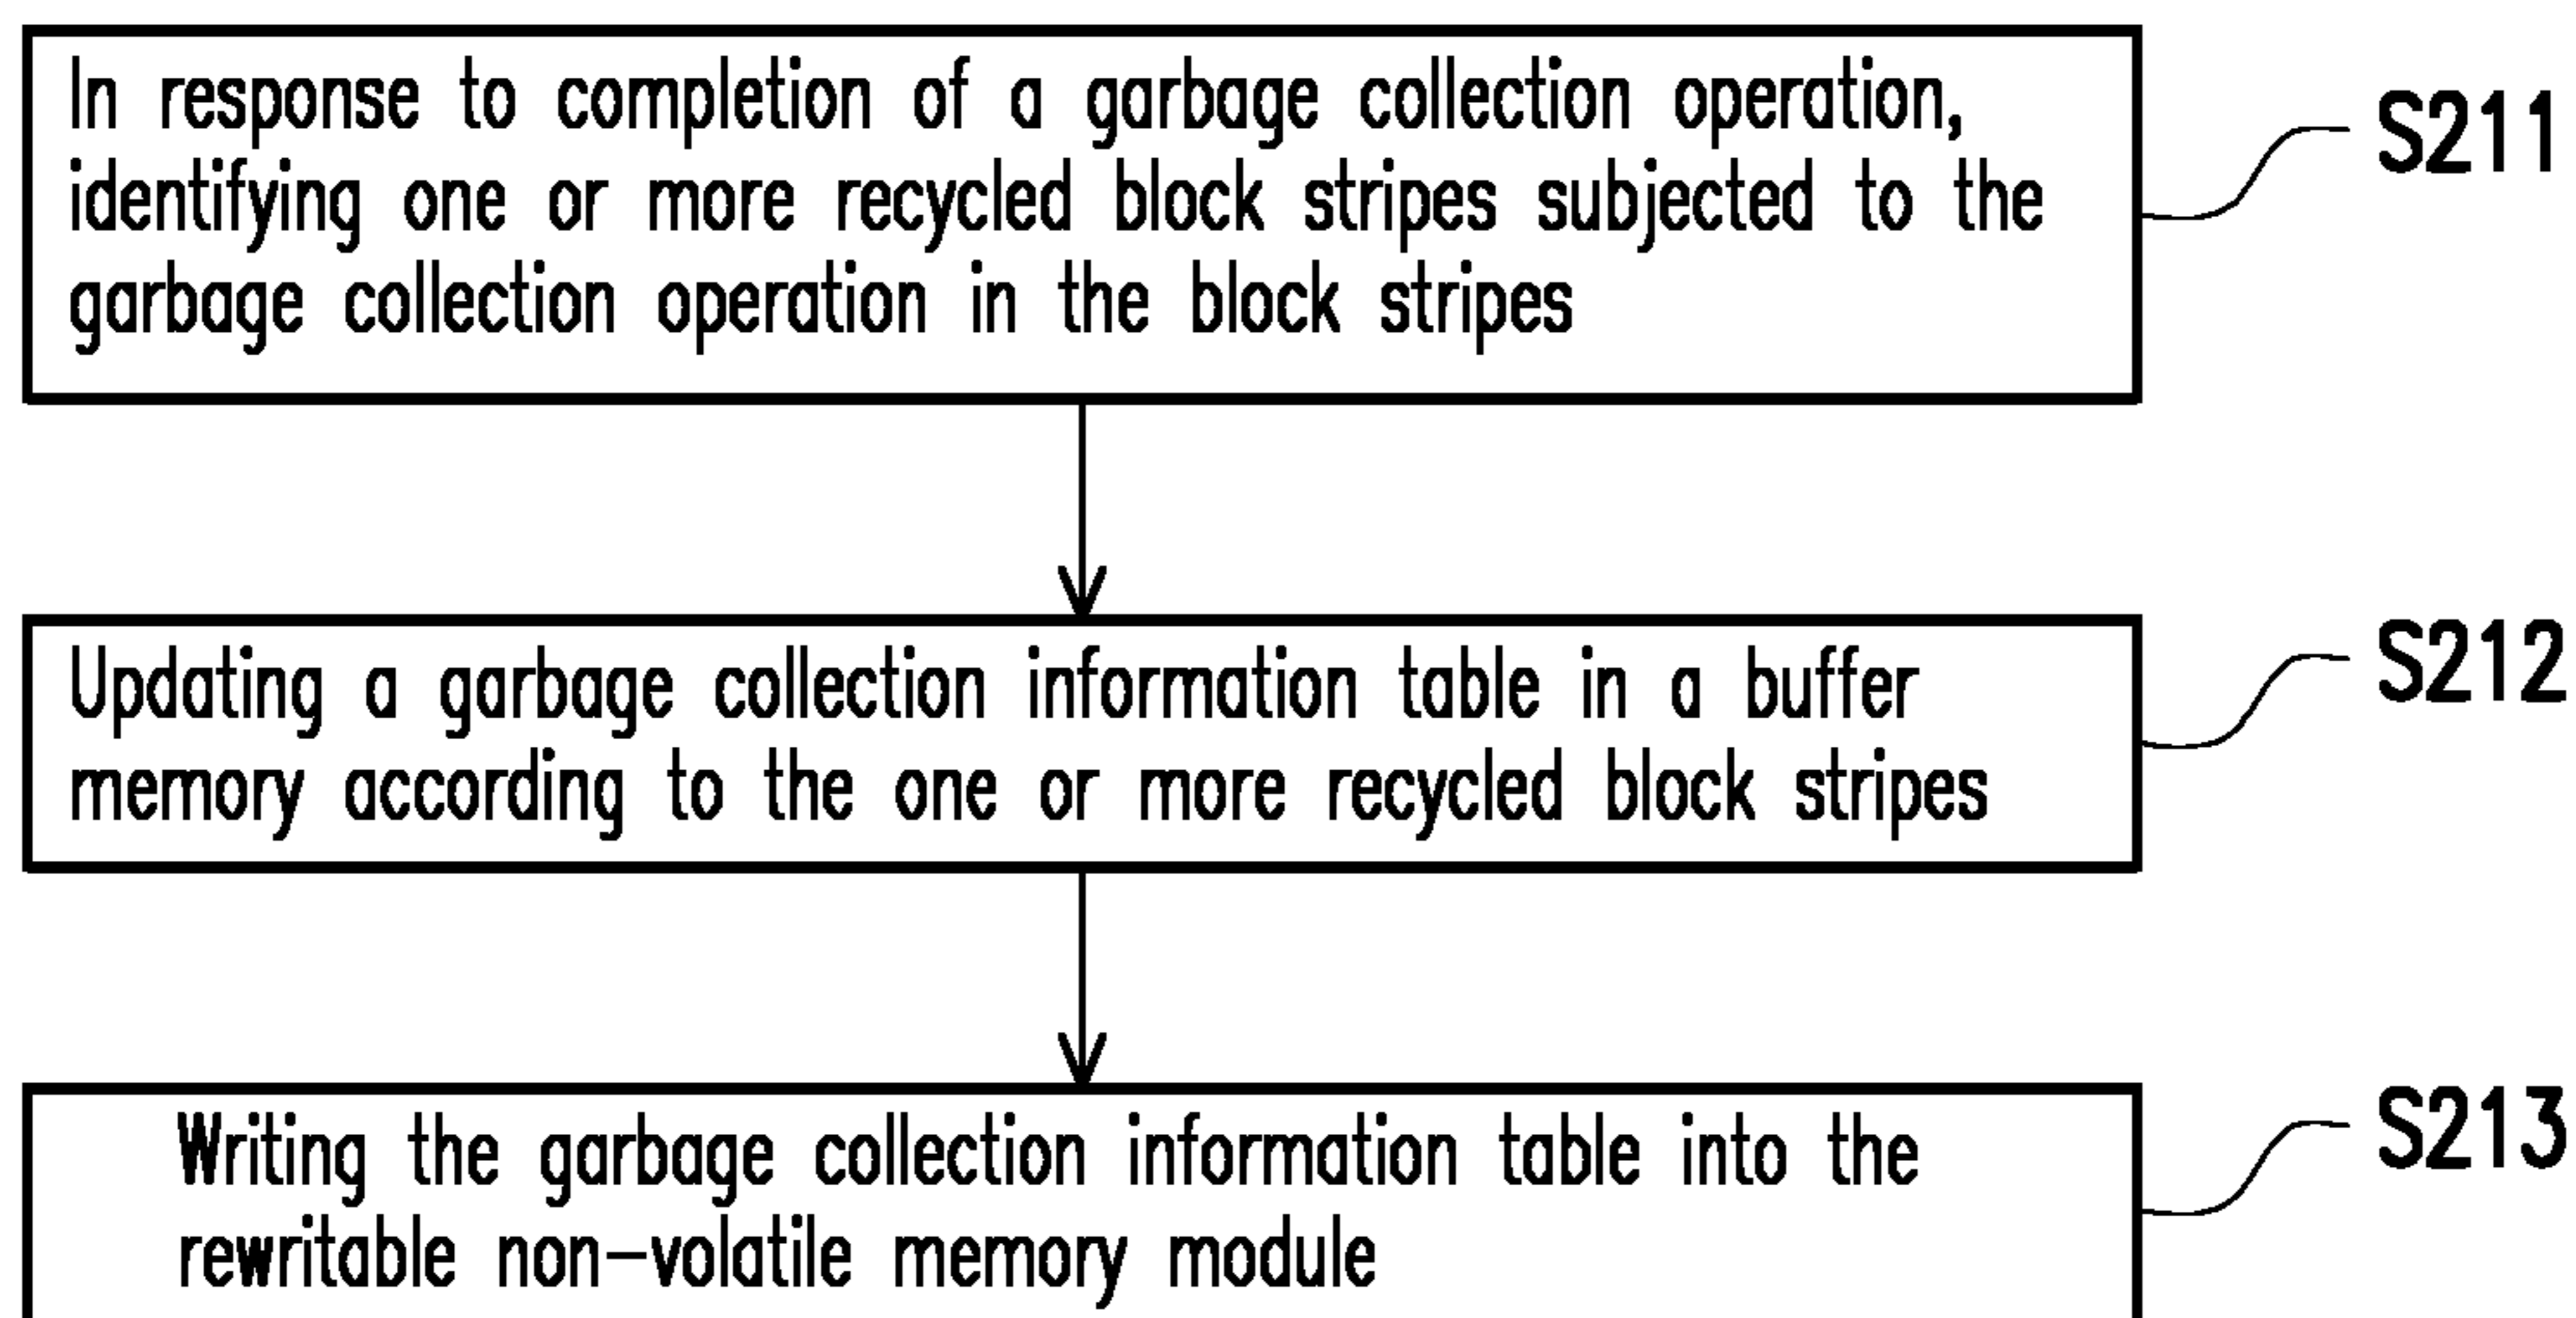 In response to completion of a garbage collection operation,
identifying one or more recycled block stripes subjected to the
garbage collection operation in the block stripes
S211
Updating a garbage collection information table in a buffer
memory according to the one or more recycled block stripes
S212
Writing the garbage collection information table into the
rewritable non-volatile memory module
S213